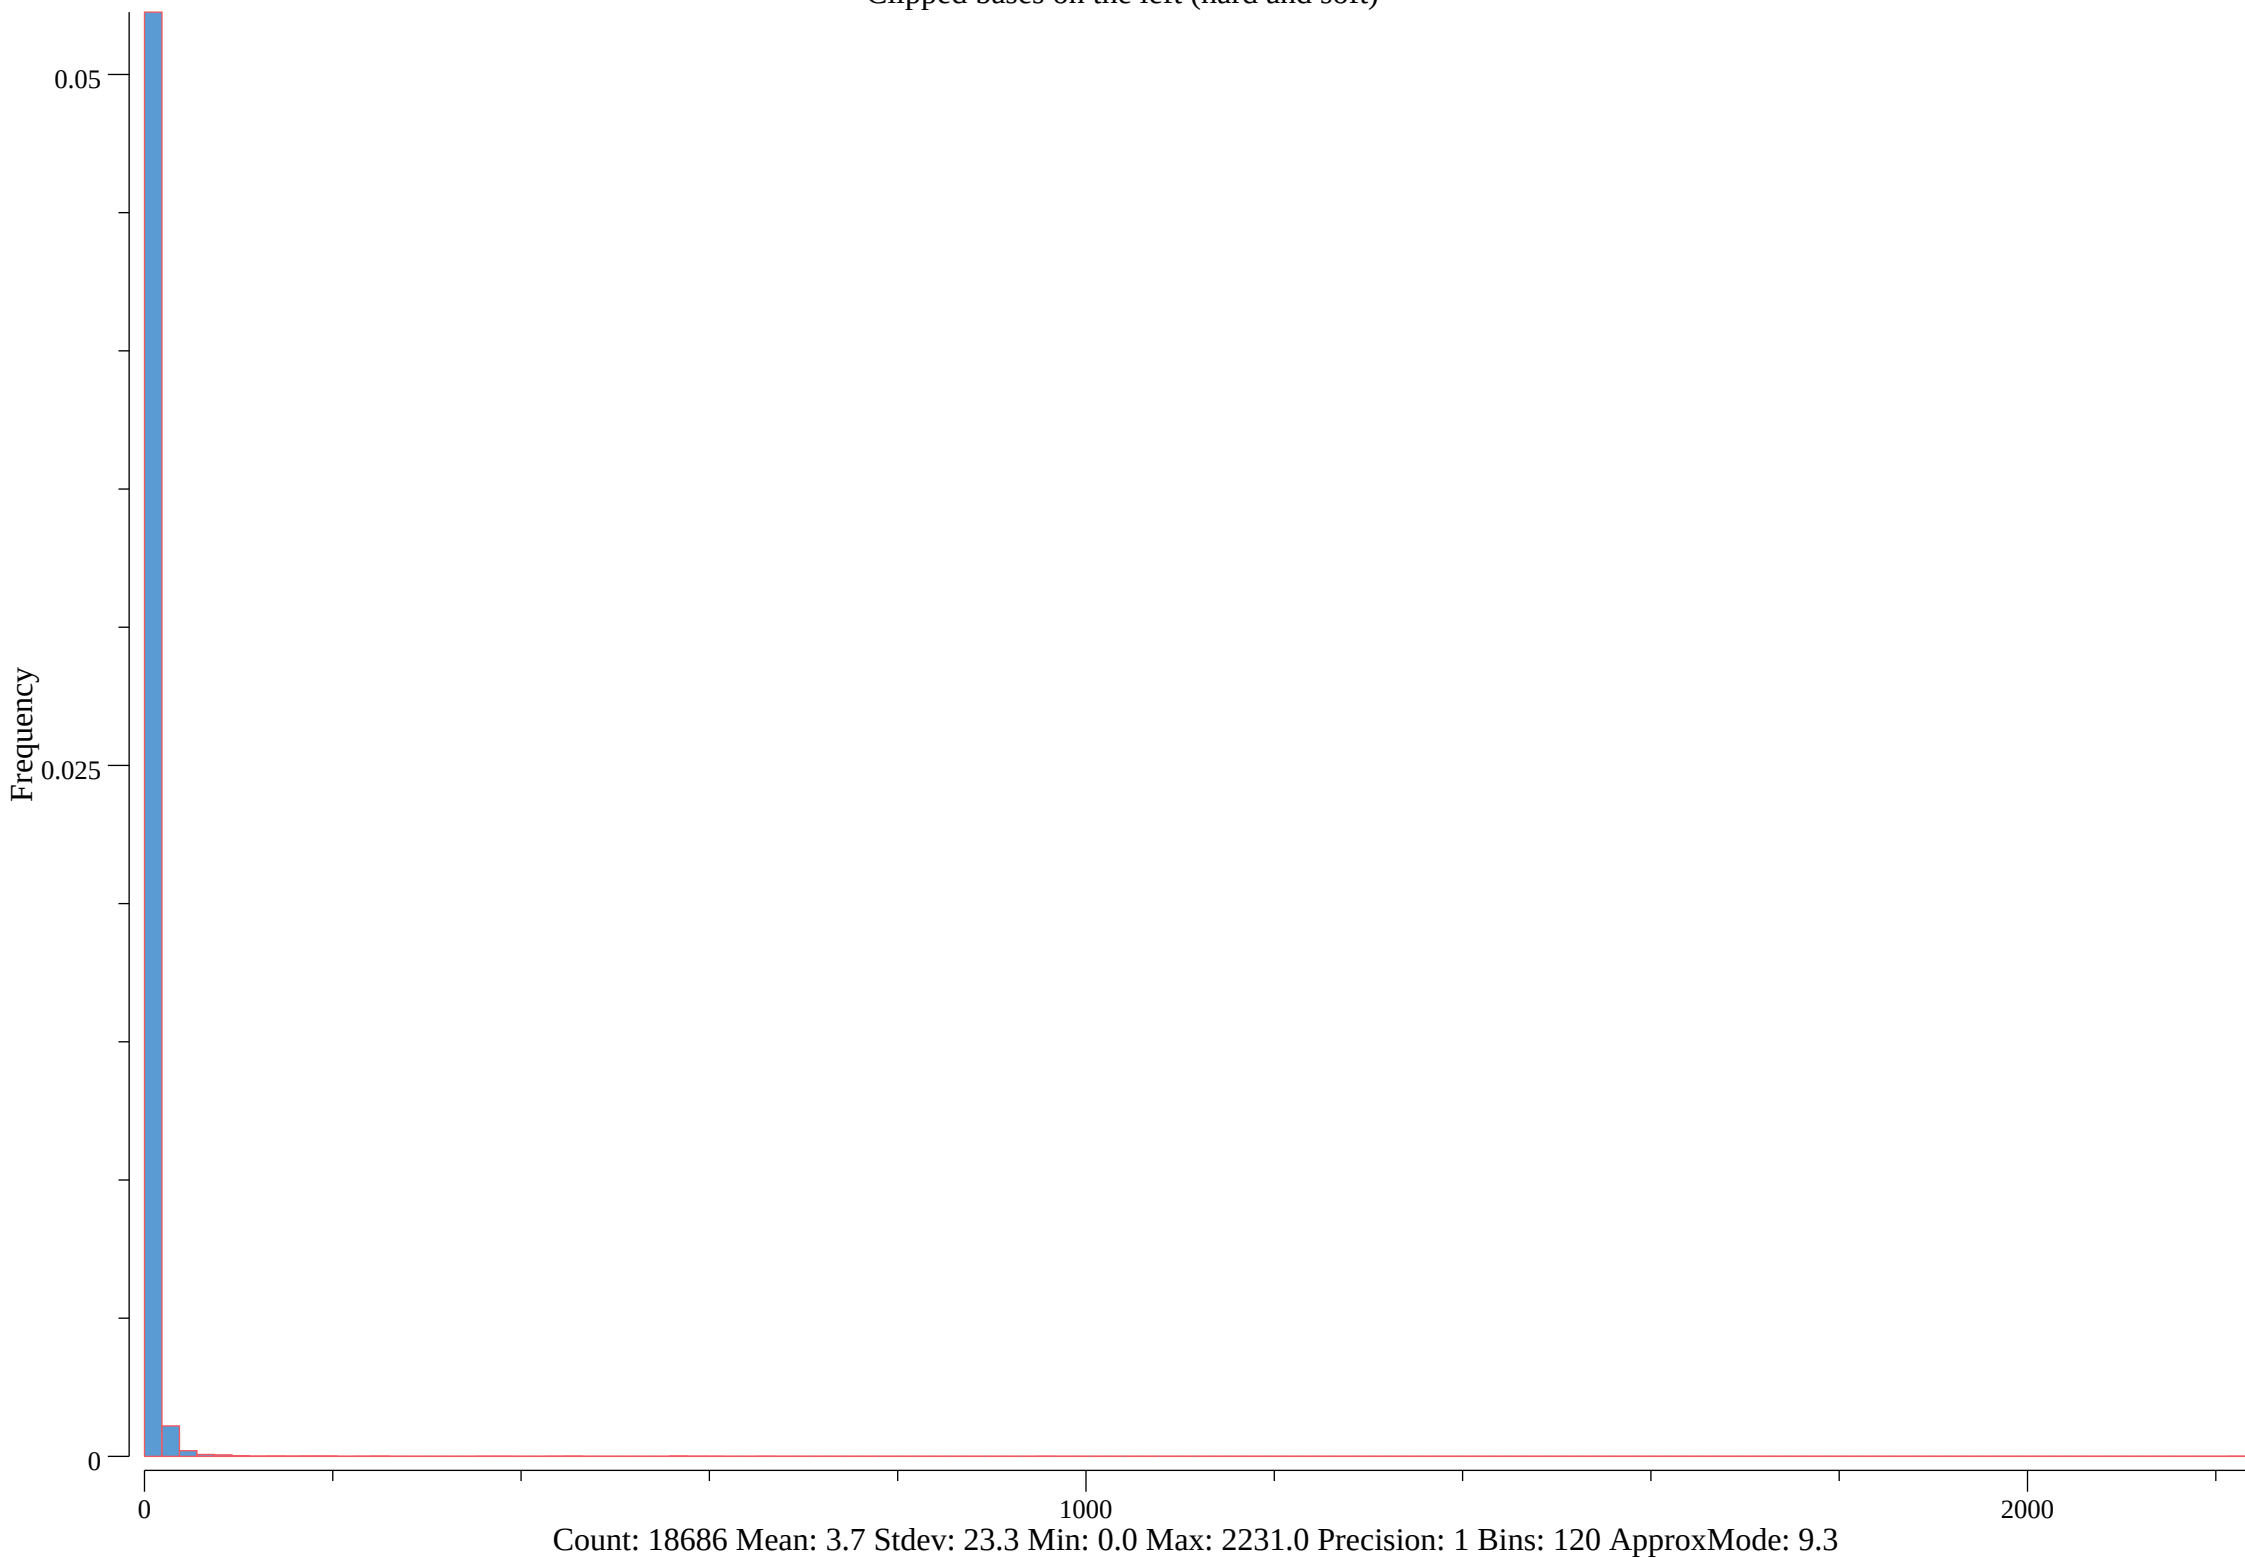 Clipped bases on the left (hard and soft)
0.05
Frequency
0.025
0
0 1000 2000
Count: 18686 Mean: 3.7 Stdev: 23.3 Min: 0.0 Max: 2231.0 Precision: 1 Bins: 120 ApproxMode: 9.3